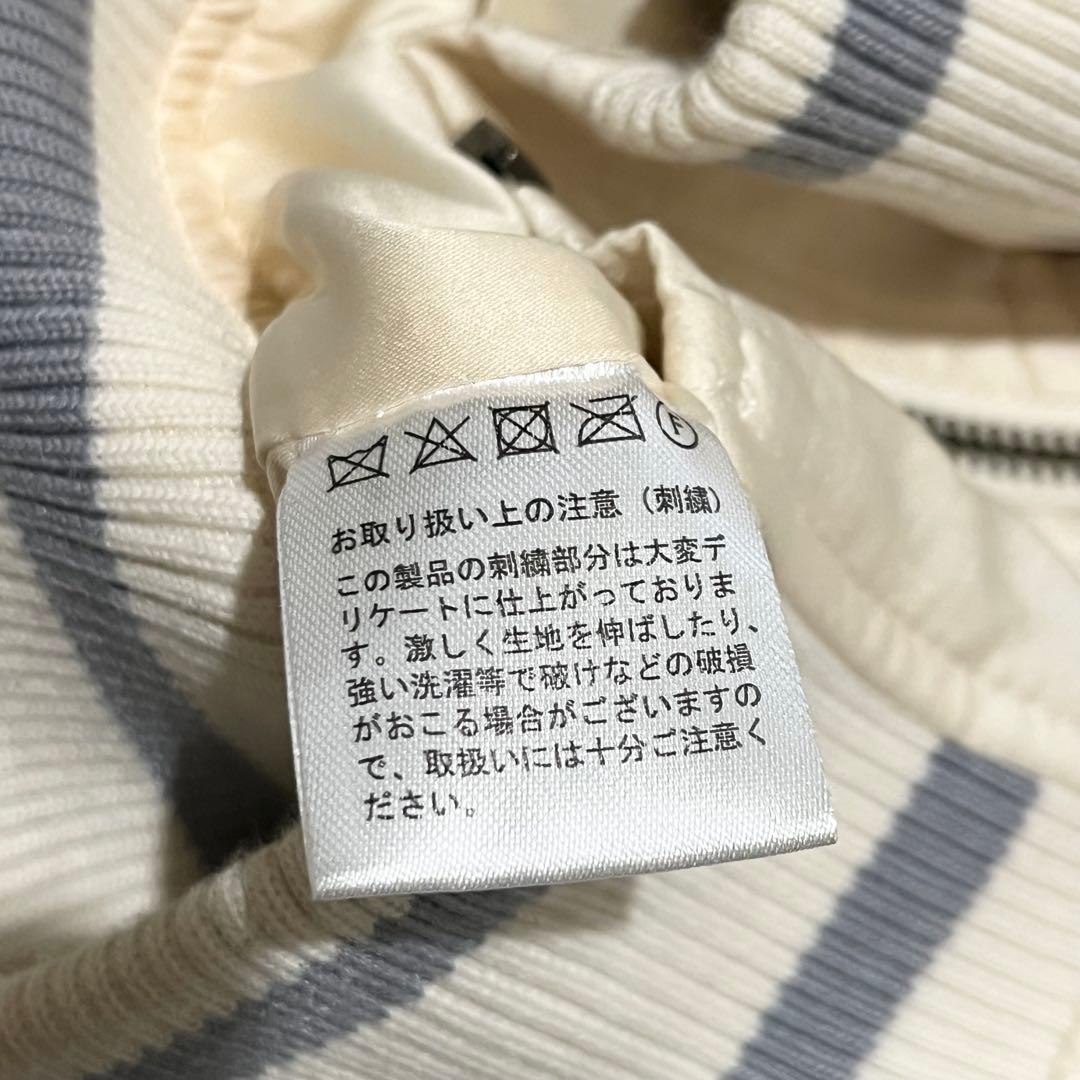 F
お取り扱い上の注意（刺繍）
この製品の刺繍部分は大変デ
リケートに仕上がっておりま
す。激しく生地を伸ばしたり、
強い洗濯等で破けなどの破損
がおこる場合がございますの
で、取扱いには十分ご注意く
ださい。